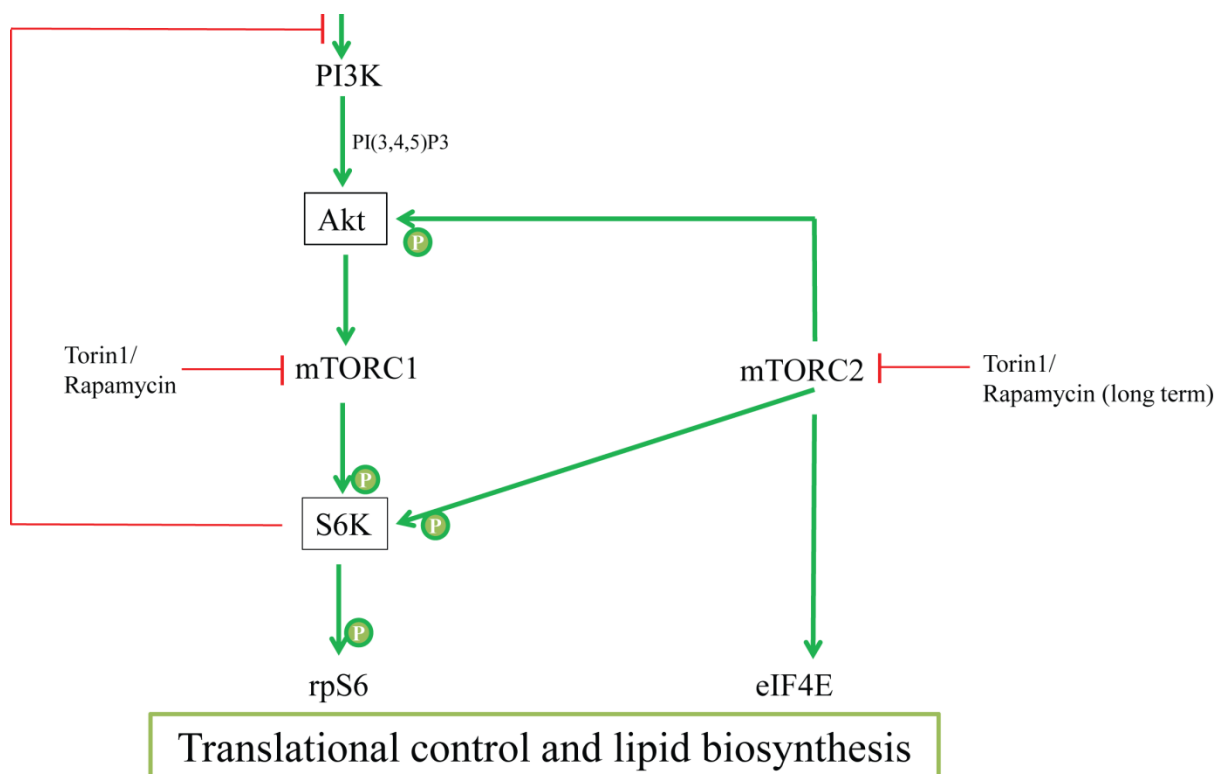 PI3K
PI(3,4,5)P3
Akt
P
Torin1/
Rapamycin
mTORC1
mTORC2
Torin1/
Rapamycin (long term)
P
S6K
P
P
rpS6
eIF4E
Translational control and lipid biosynthesis